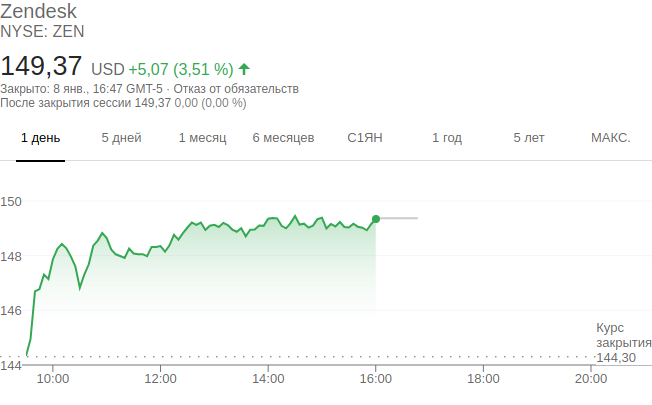 Zendesk
NYSE: ZEN
149,37 USD +5,07 (3,51 %)
Закрыто: 8 янв., 16:47 GMT-5 · Отказ от обязательств
После закрытия сессии 149,37 0,00 (0,00 %)
1 день 5 дней 1 месяц 6 месяцев С1ЯН 1 год 5 лет МАКС.
150
148
146
Курс
закрытия
144,30
144
10:00 12:00 14:00 16:00 18:00 20:00